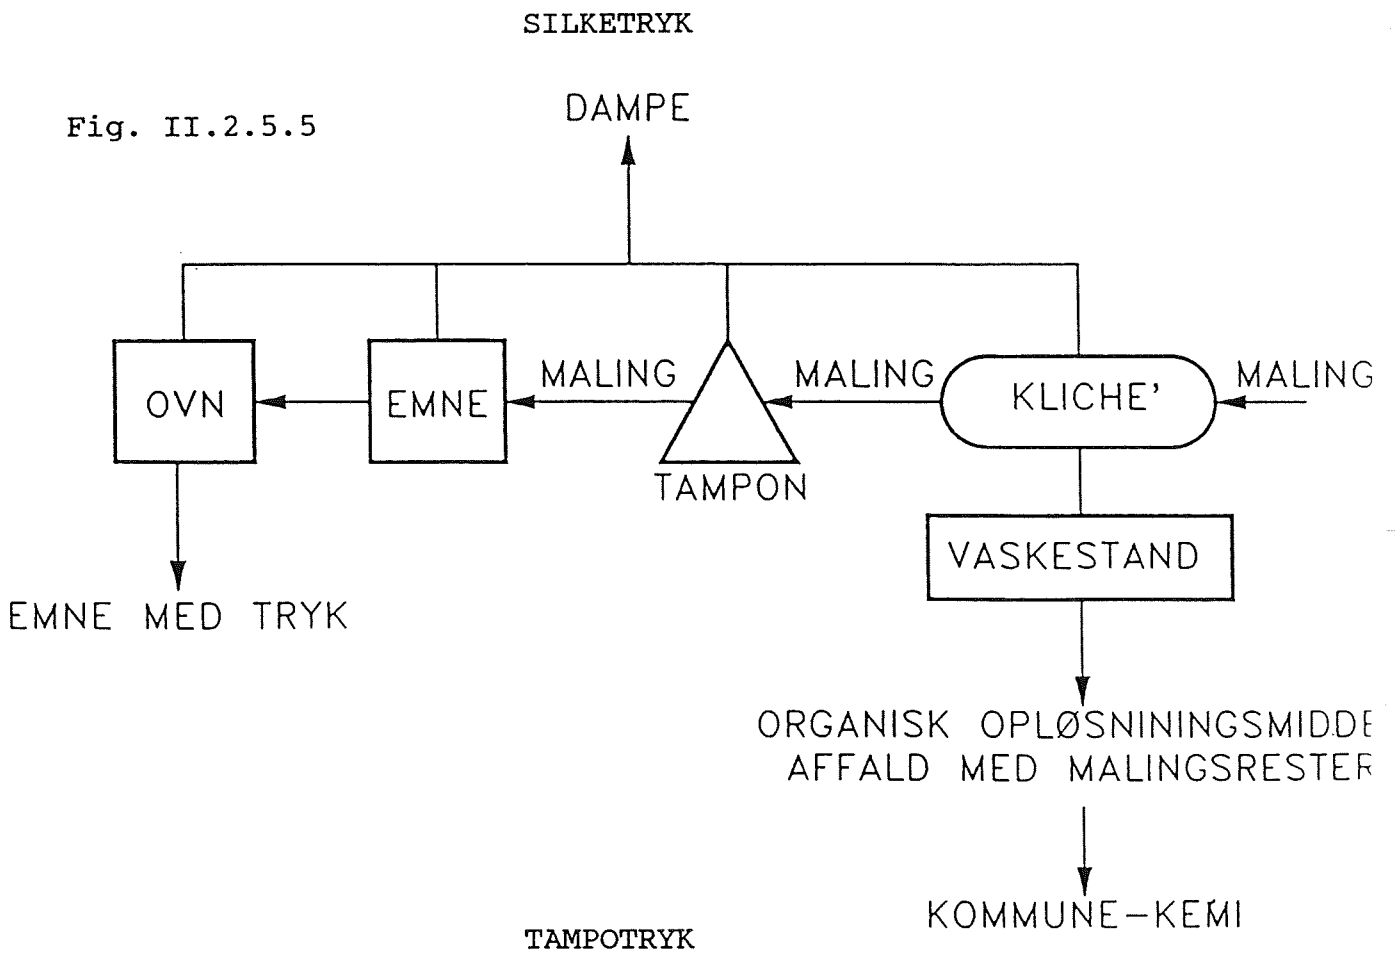 SILKETRYK
Fig. II.2.5.5
DAMPE
MALING
MALING
MALING
OVN
EMNE
KLICHE'
TAMPON
VASKESTAND
EMNE MED TRYK
ORGANISK OPLØSNININGSMIDDE
AFFALD MED MALINGSRESTER
KOMMUNE-KEMI
TAMPOTRYK